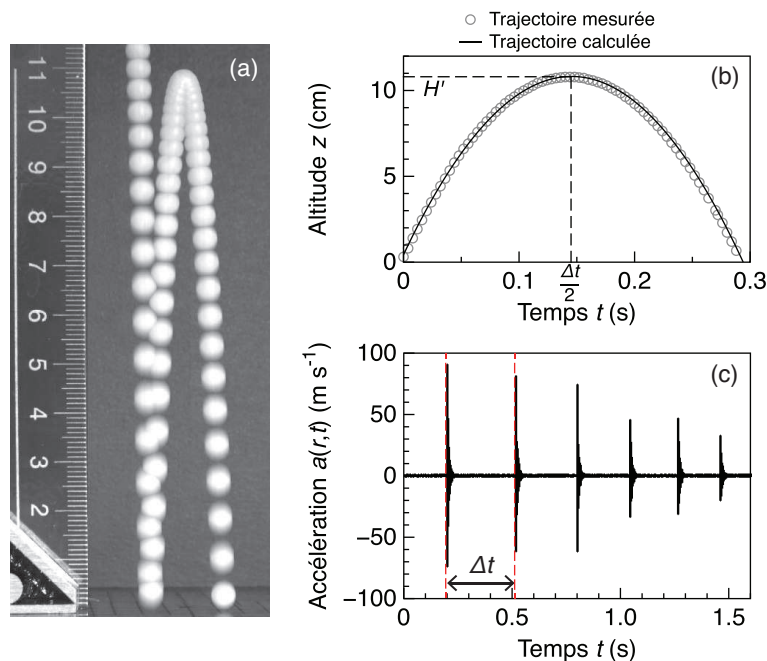 Trajectoire mesurée
Trajectoire calculée
(a)
11
10
9
8
7
6
5
4
3
2
(b)
H'
10
5
0
Altitude z (cm)
0
0.1
Δt/2
0.2
0.3
Temps t (s)
(c)
100
50
0
−50
−100
Accélération a(r,t) (m s⁻¹)
Δt
0
0.5
1.0
1.5
Temps t (s)